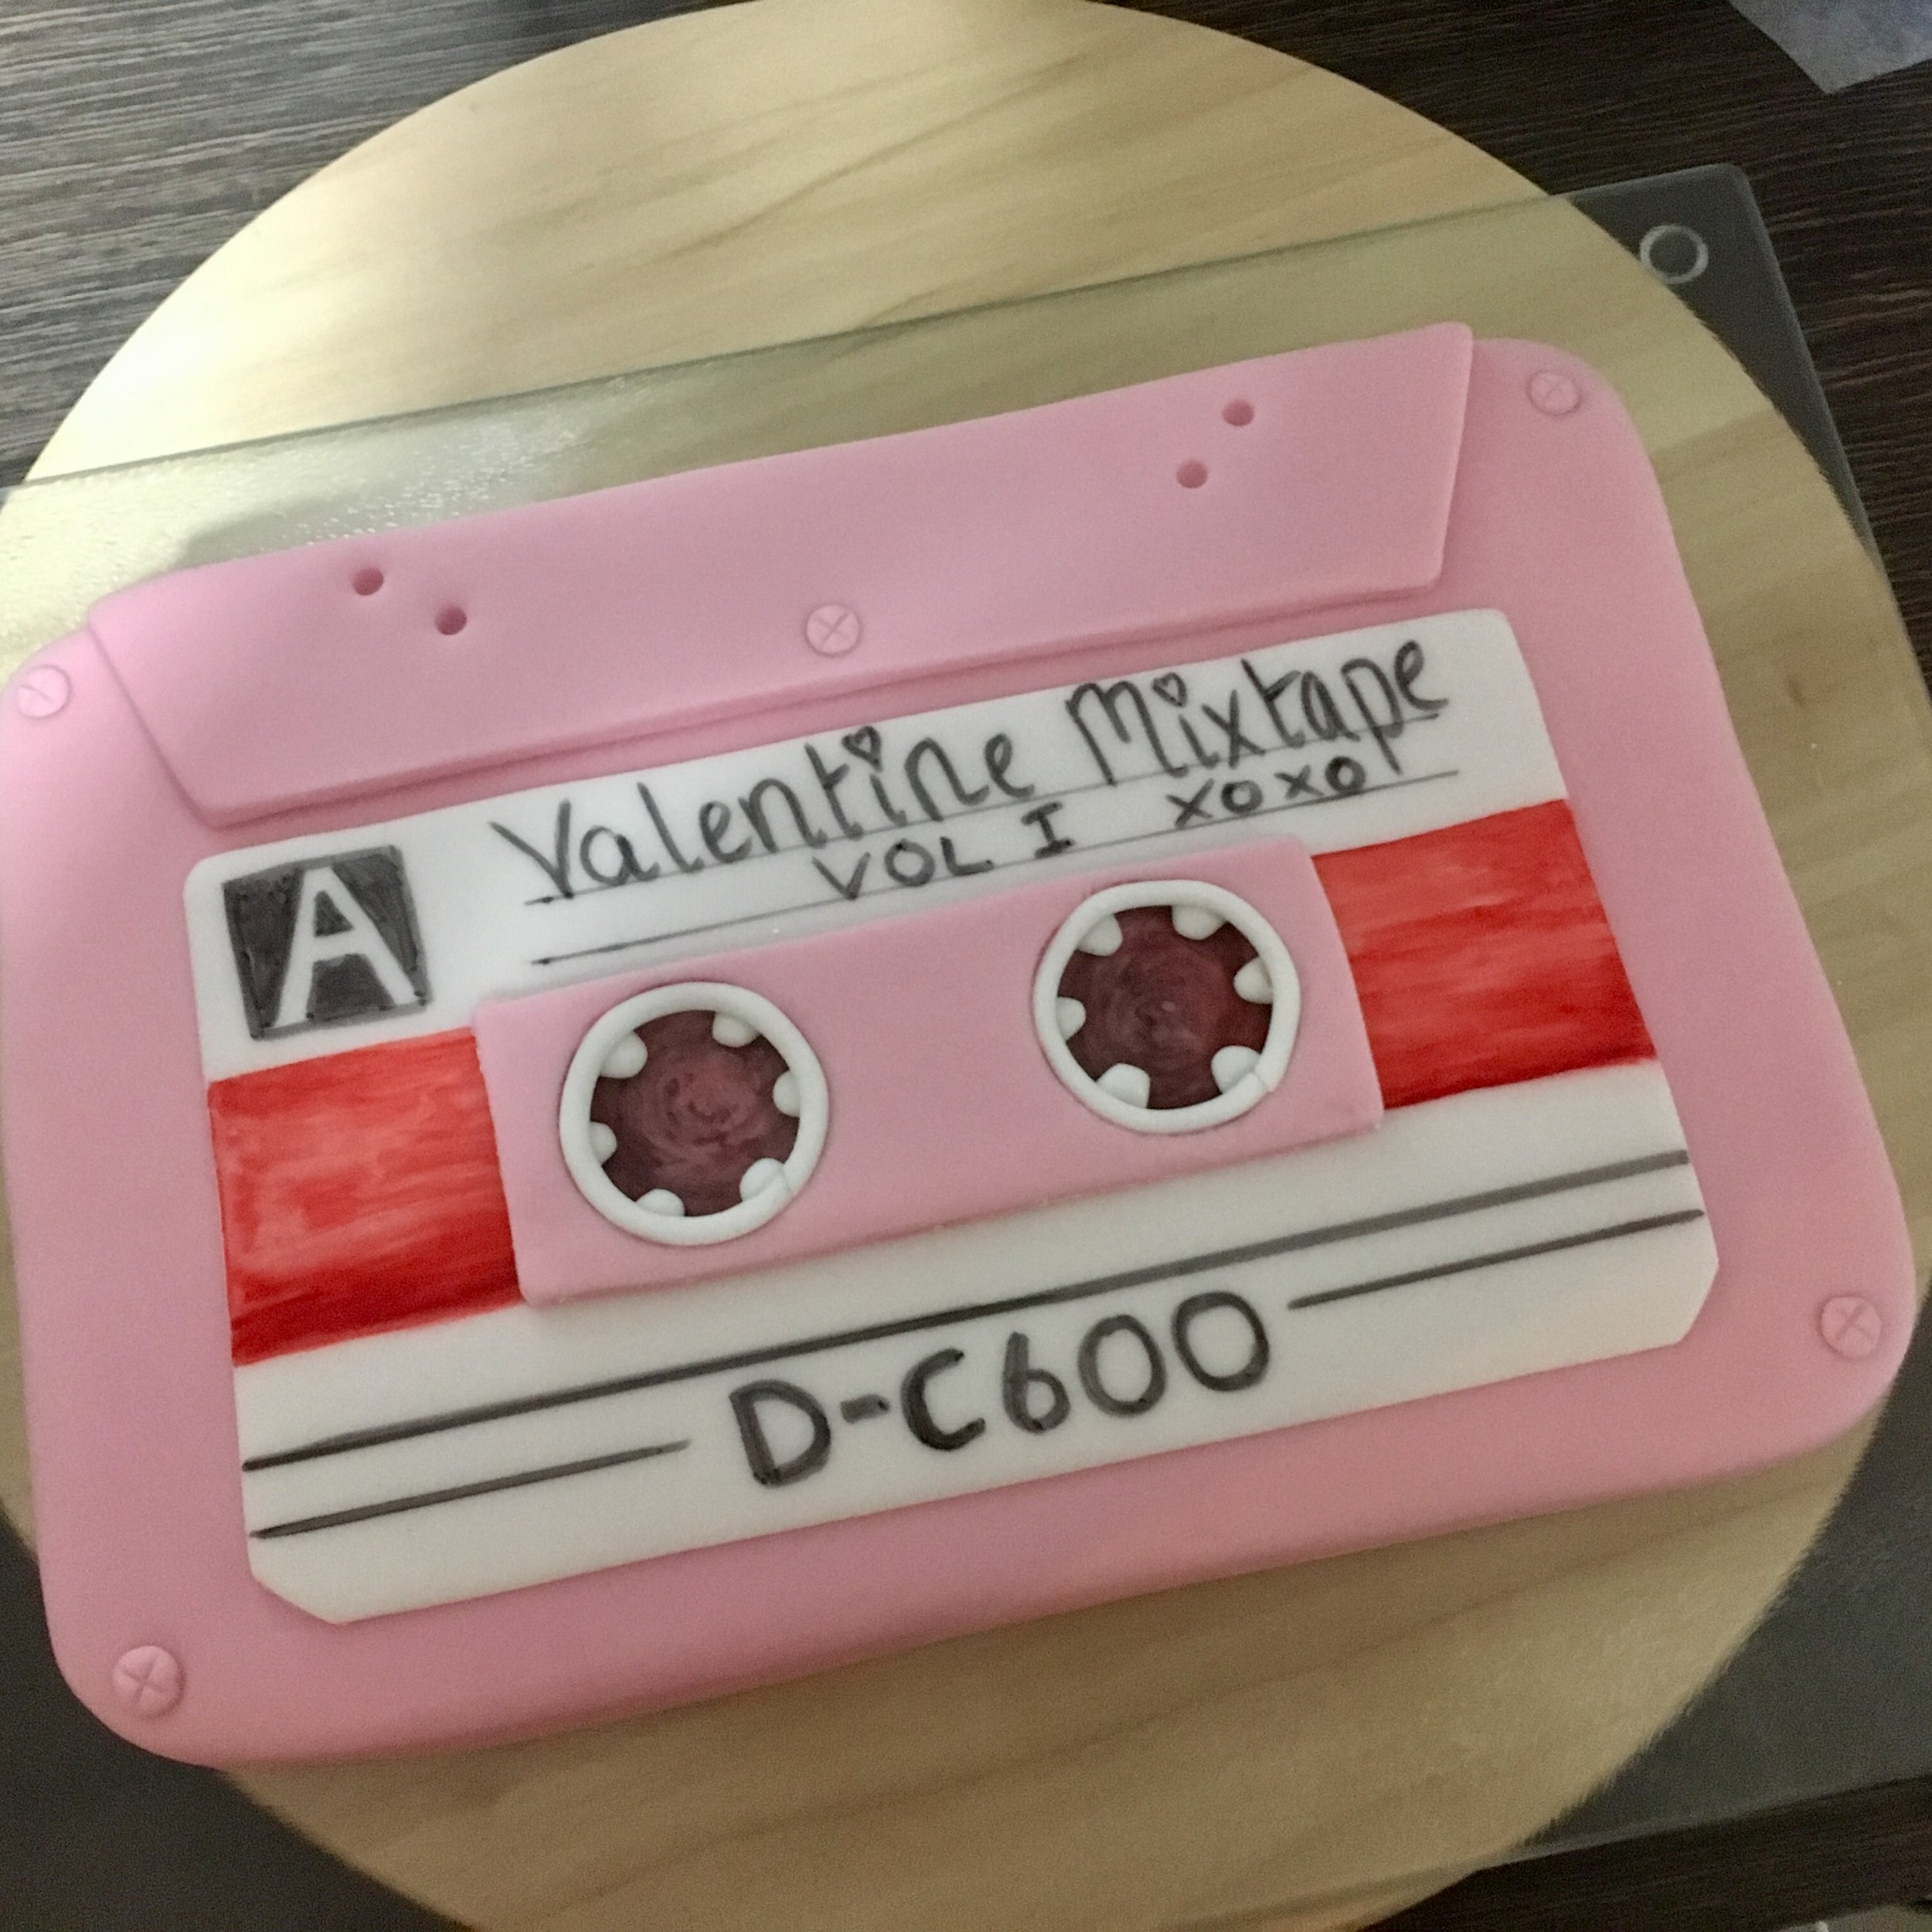 A
Valentine Mixtape
VOL I XOXO
D-C600